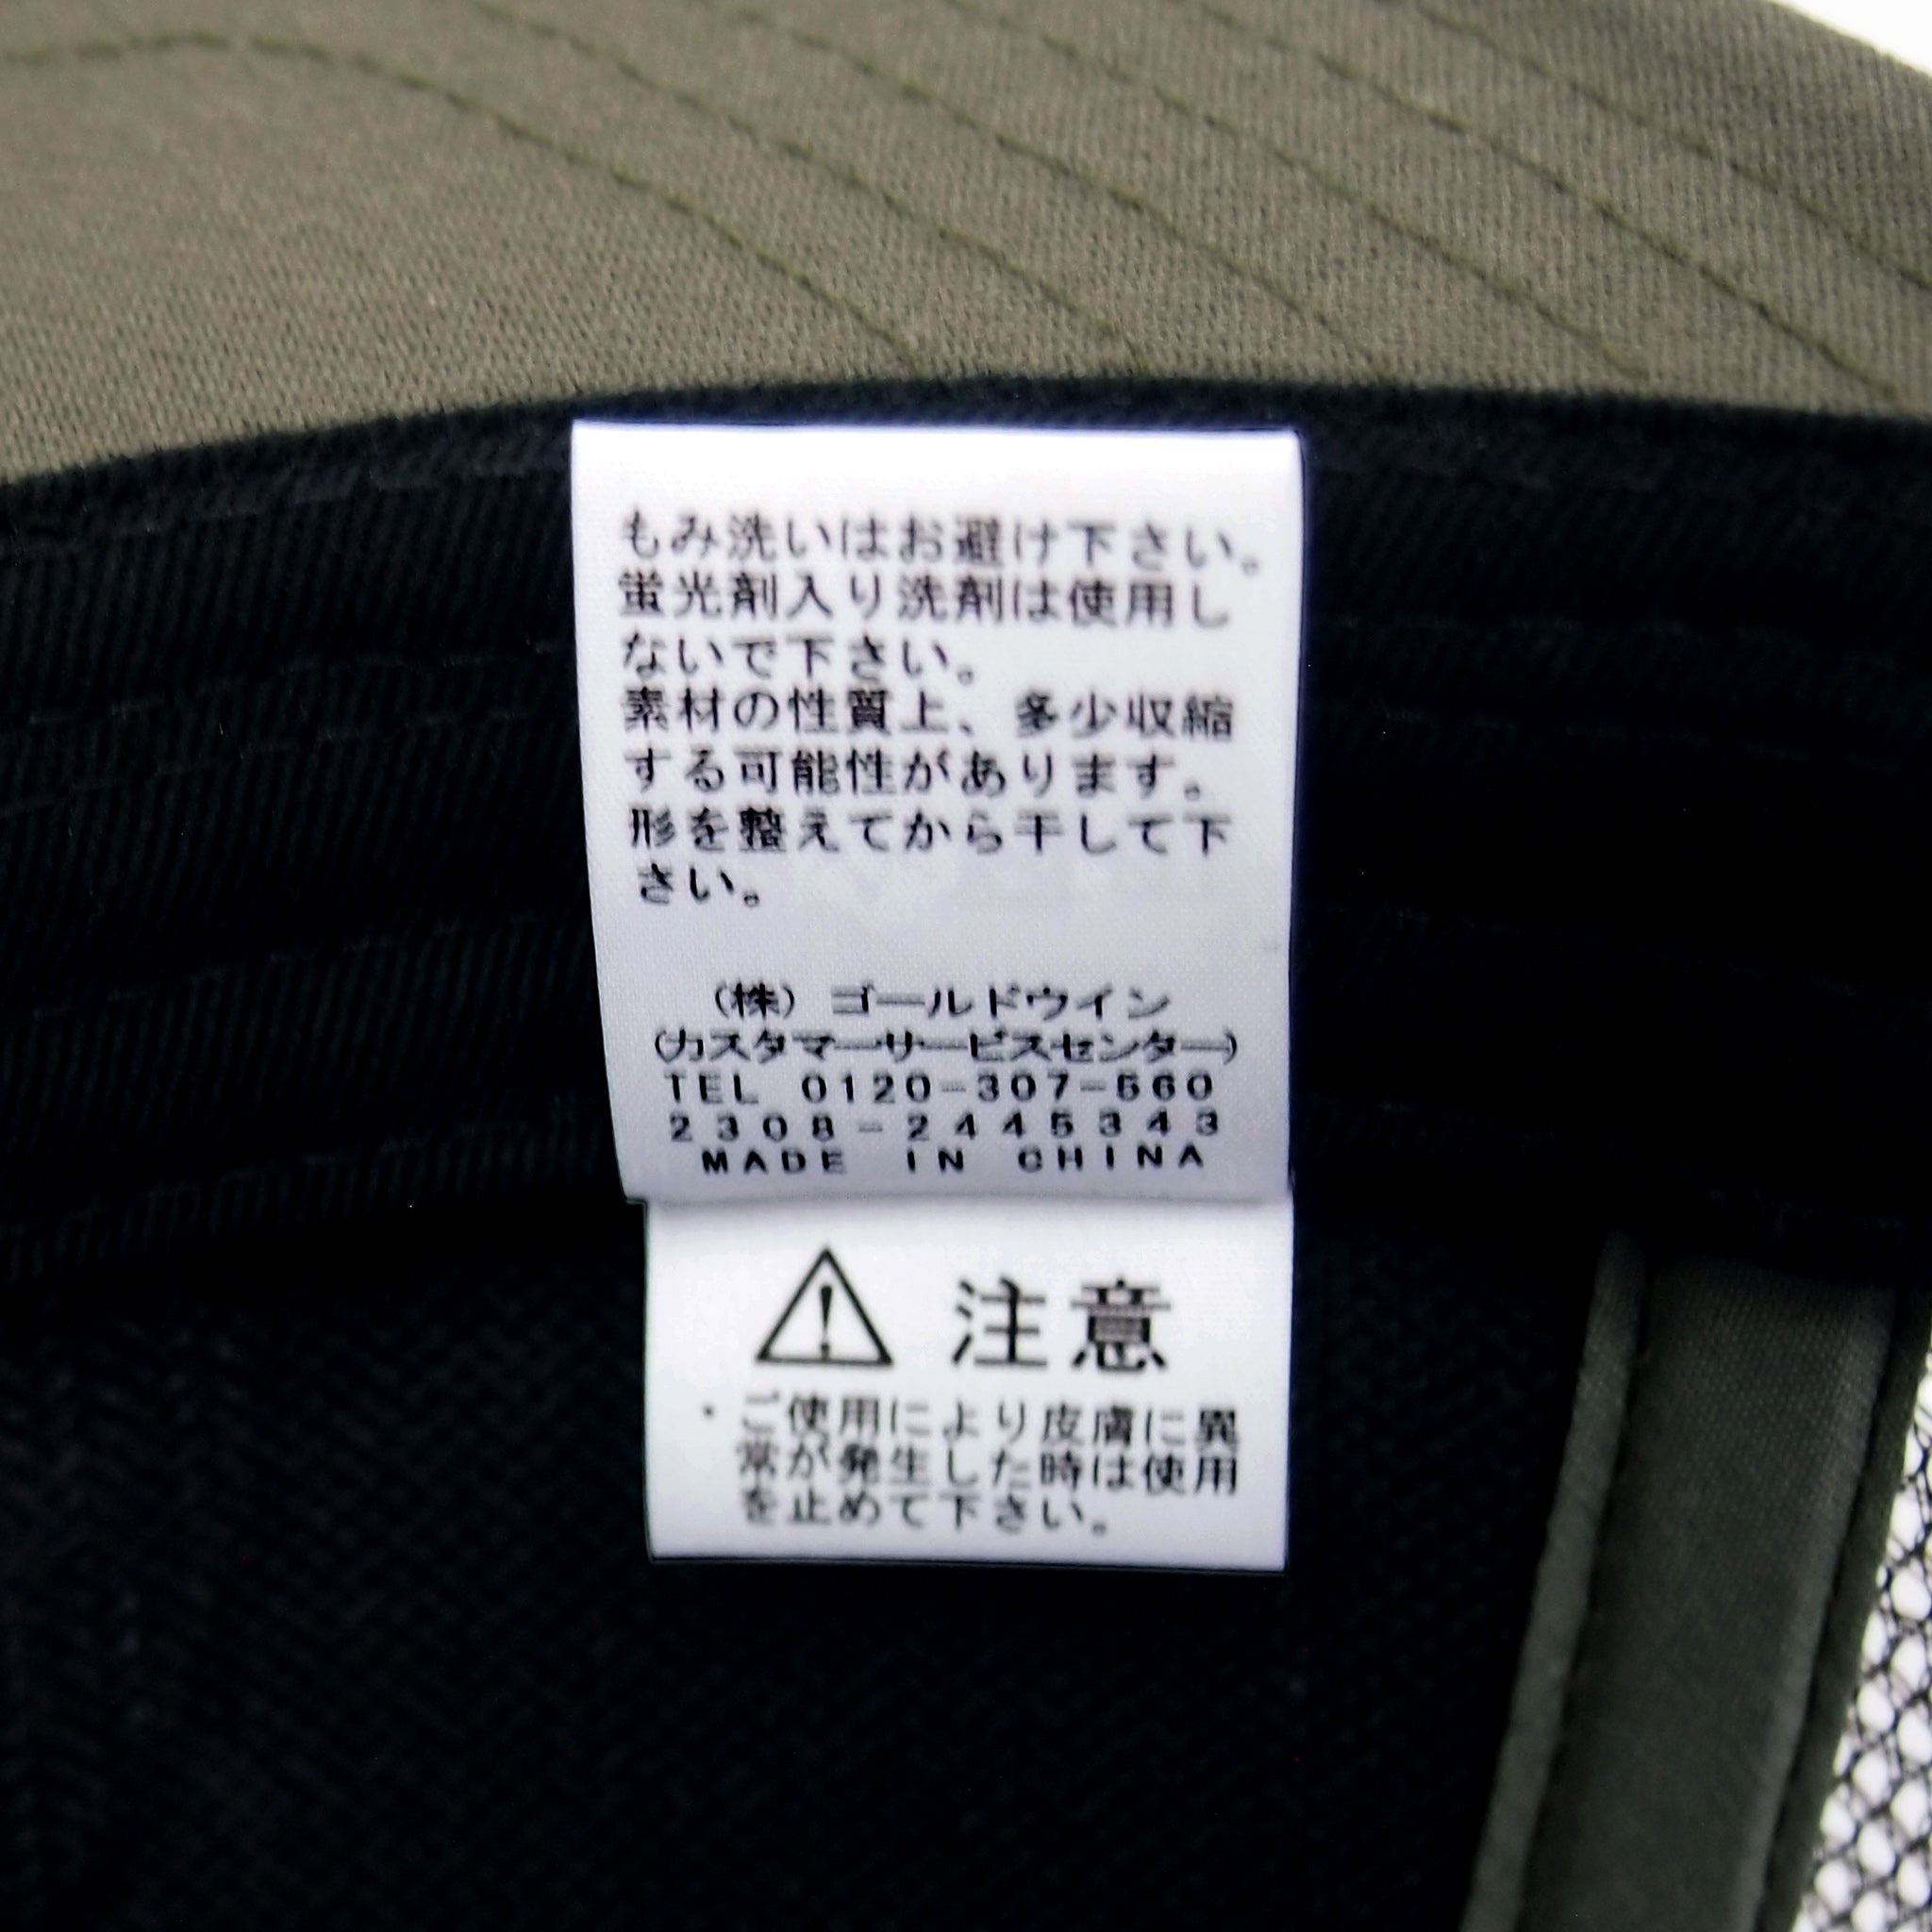 もみ洗いはお避け下さい。
蛍光剤入り洗剤は使用し
ないで下さい。
素材の性質上、多少収縮
する可能性があります。
形を整えてから干して下
さい。
(株) ゴールドウイン
(カスタマーサービスセンター)
TEL 0120-307-560
2308-2445343
MADE IN CHINA
注意
・ご使用により皮膚に異
常が発生した時は使用
を止めて下さい。